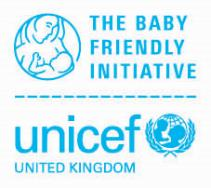 THE BABY
FRIENDLY
INITIATIVE
unicef
UNITED KINGDOM